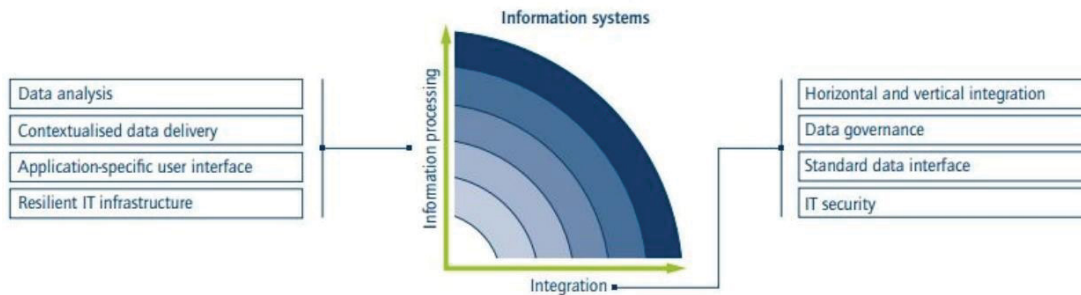 Information systems
Data analysis
Contextualised data delivery
Application-specific user interface
Resilient IT infrastructure
Information processing
Integration
Horizontal and vertical integration
Data governance
Standard data interface
IT security